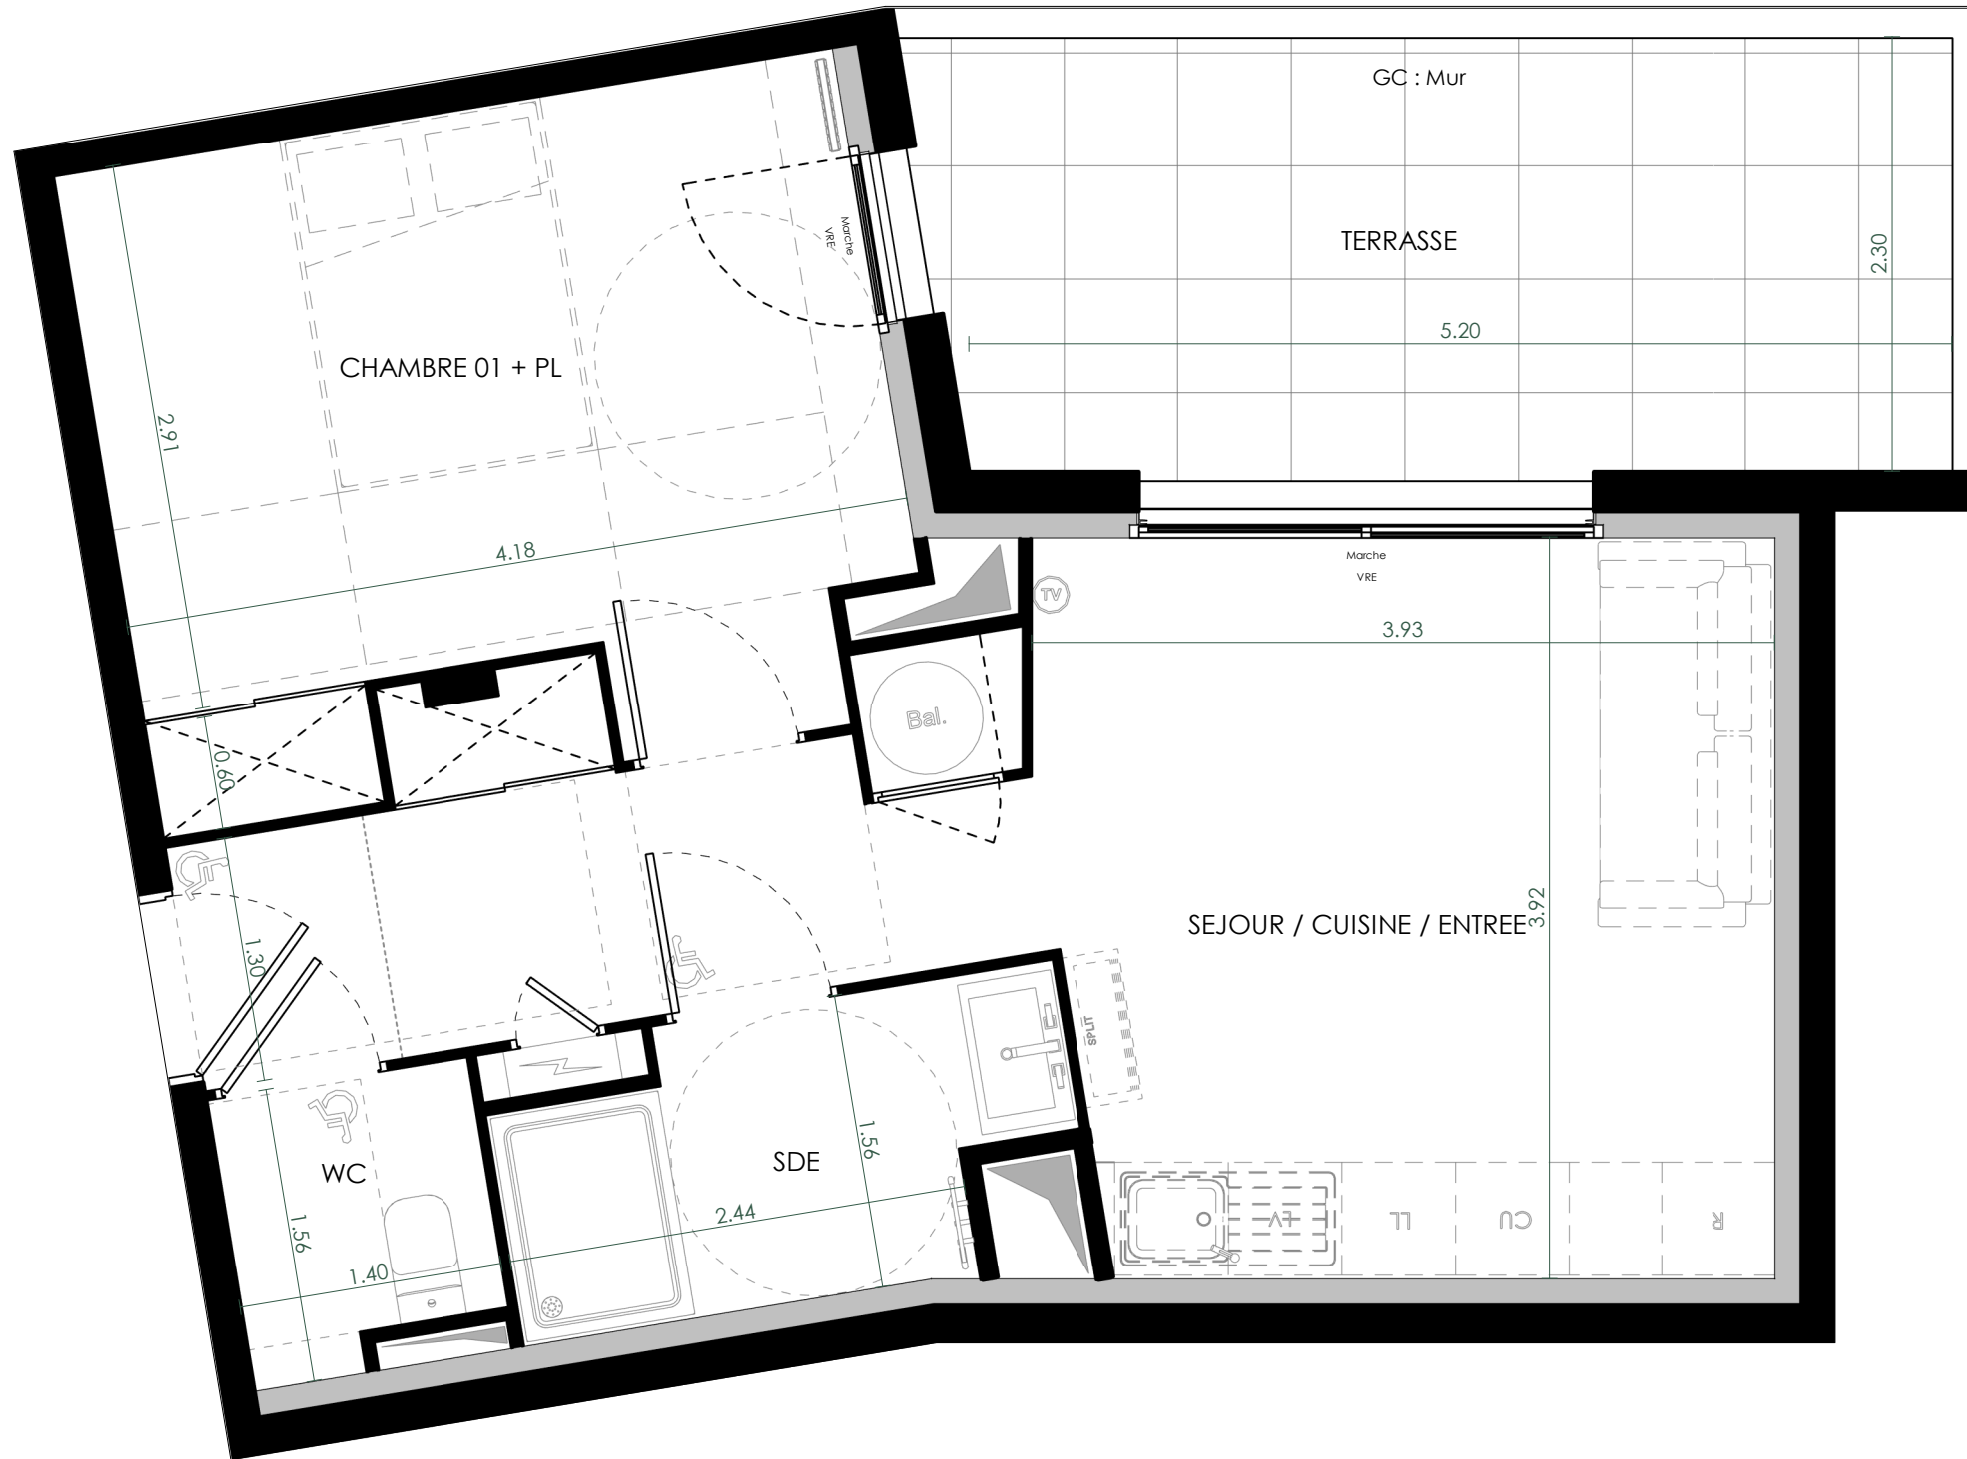 GC : Mur
TERRASSE
2.30
5.20
Marche
VRE
CHAMBRE 01 + PL
2.91
4.18
Marche
VRE
TV
3.93
Bal.
0.60
SEJOUR / CUISINE / ENTREE
3.92
1.30
SPLIT
WC
SDE
1.56
1.56
2.44
1.40
LV
LL
CU
R